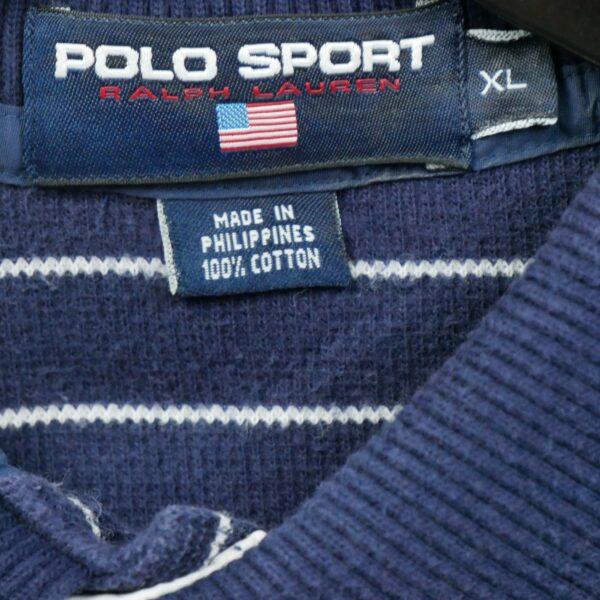 POLO SPORT
RALPH LAUREN
XL
MADE IN
PHILIPPINES
100% COTTON